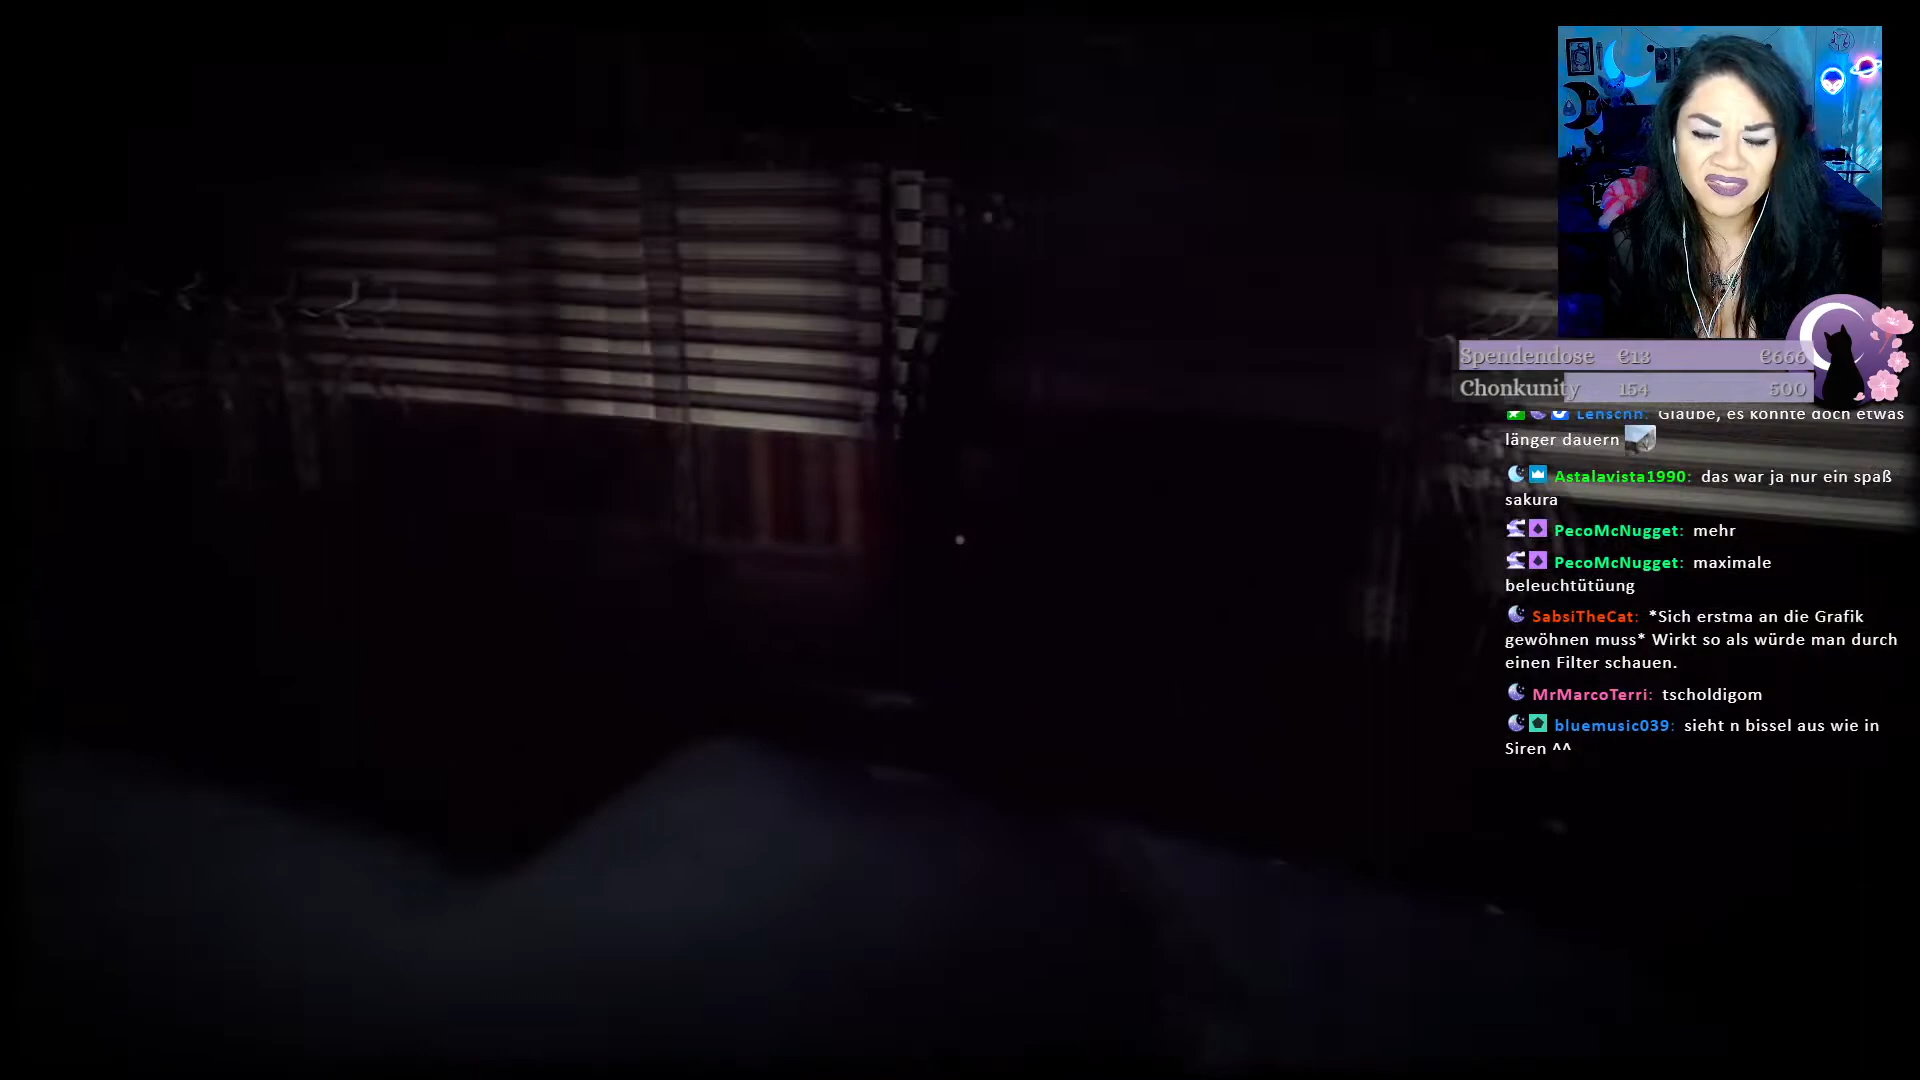 Spendendose €13 €666
Chonkunity 154 500
Lenschh: Glaube, es könnte doch etwas
länger dauern
Astalavista1990: das war ja nur ein spaß
sakura
PecoMcNugget: mehr
PecoMcNugget: maximale
beleuchtütüung
SabsiTheCat: *Sich erstma an die Grafik
gewöhnen muss* Wirkt so als würde man durch
einen Filter schauen.
MrMarcoTerri: tscholdigom
bluemusic039: sieht n bissel aus wie in
Siren ^^